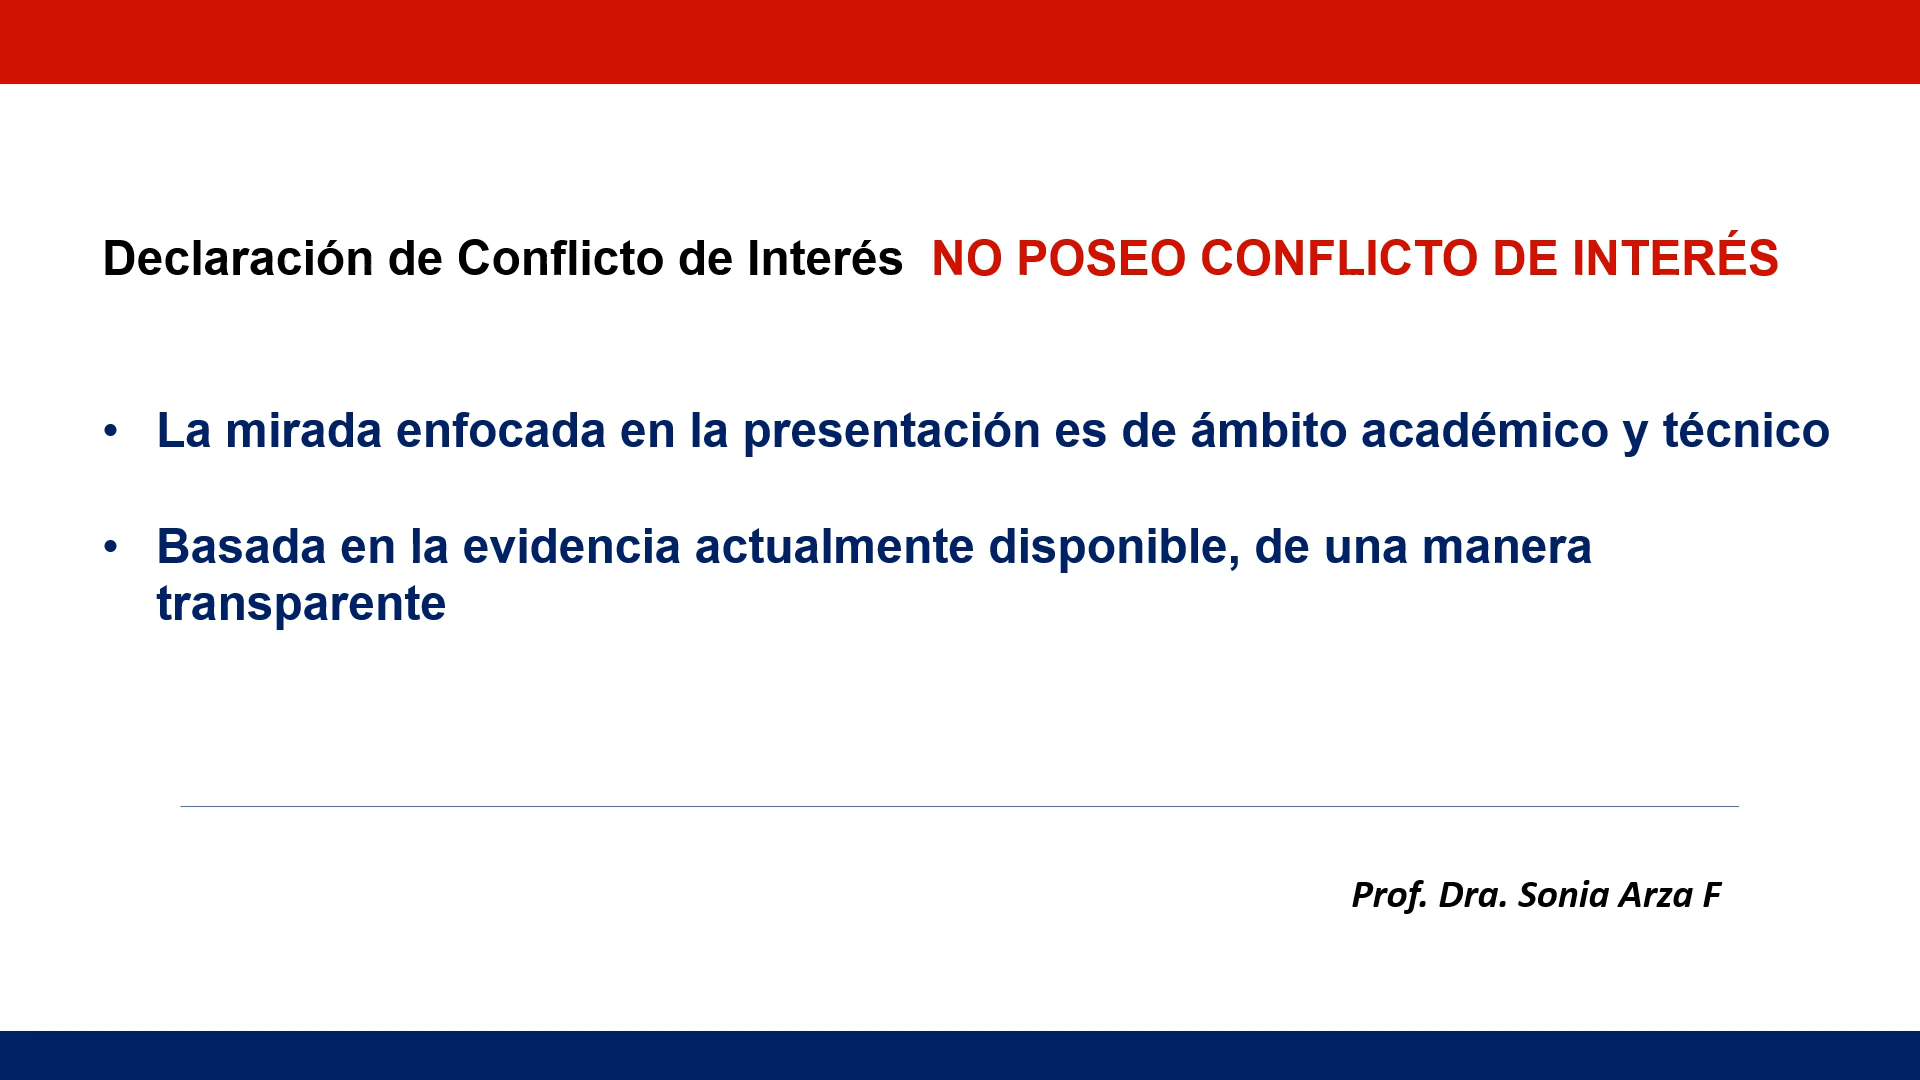 Declaración de Conflicto de Interés  NO POSEO CONFLICTO DE INTERÉS
• La mirada enfocada en la presentación es de ámbito académico y técnico
• Basada en la evidencia actualmente disponible, de una manera
transparente
Prof. Dra. Sonia Arza F